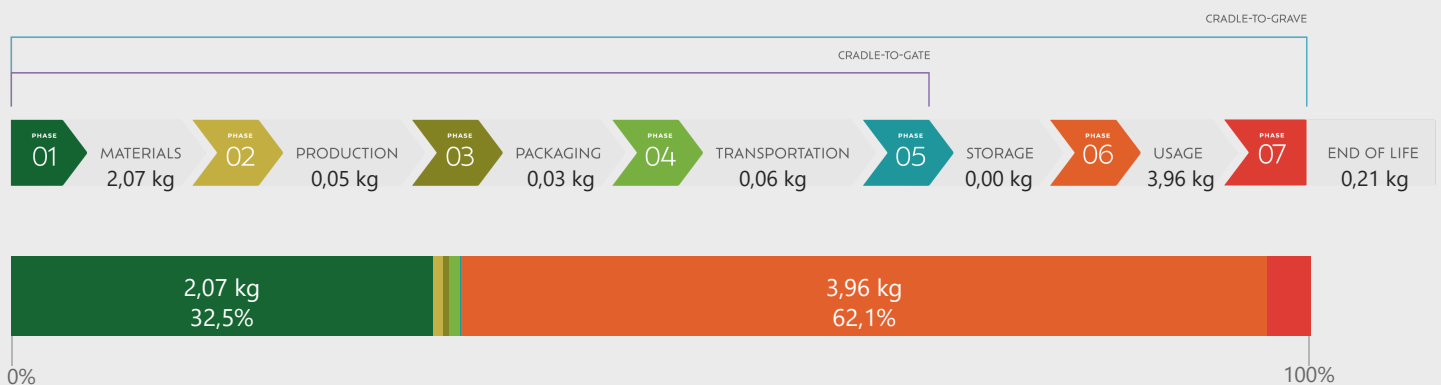 CRADLE-TO-GRAVE
CRADLE-TO-GATE
PHASE
01
MATERIALS
2,07 kg
PHASE
02
PRODUCTION
0,05 kg
PHASE
03
PACKAGING
0,03 kg
PHASE
04
TRANSPORTATION
0,06 kg
PHASE
05
STORAGE
0,00 kg
PHASE
06
USAGE
3,96 kg
PHASE
07
END OF LIFE
0,21 kg
2,07 kg
32,5%
3,96 kg
62,1%
0%
100%